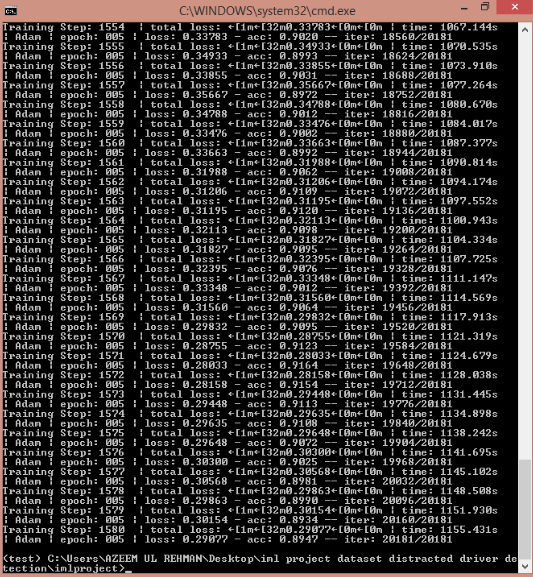 C:\WINDOWS\system32\cmd.exe
Training Step: 1554  | total loss: ←[1m←[32m0.33783←[0m←[0m | time: 1067.144s
| Adam | epoch: 005 | loss: 0.33783 - acc: 0.9020 -- iter: 18560/20181
Training Step: 1555  | total loss: ←[1m←[32m0.34933←[0m←[0m | time: 1070.535s
| Adam | epoch: 005 | loss: 0.34933 - acc: 0.8993 -- iter: 18624/20181
Training Step: 1556  | total loss: ←[1m←[32m0.33855←[0m←[0m | time: 1073.910s
| Adam | epoch: 005 | loss: 0.33855 - acc: 0.9031 -- iter: 18688/20181
Training Step: 1557  | total loss: ←[1m←[32m0.35667←[0m←[0m | time: 1077.264s
| Adam | epoch: 005 | loss: 0.35667 - acc: 0.8972 -- iter: 18752/20181
Training Step: 1558  | total loss: ←[1m←[32m0.34788←[0m←[0m | time: 1080.670s
| Adam | epoch: 005 | loss: 0.34788 - acc: 0.9012 -- iter: 18816/20181
Training Step: 1559  | total loss: ←[1m←[32m0.33476←[0m←[0m | time: 1084.017s
| Adam | epoch: 005 | loss: 0.33476 - acc: 0.9002 -- iter: 18880/20181
Training Step: 1560  | total loss: ←[1m←[32m0.33663←[0m←[0m | time: 1087.377s
| Adam | epoch: 005 | loss: 0.33663 - acc: 0.8992 -- iter: 18944/20181
Training Step: 1561  | total loss: ←[1m←[32m0.31988←[0m←[0m | time: 1090.814s
| Adam | epoch: 005 | loss: 0.31988 - acc: 0.9062 -- iter: 19008/20181
Training Step: 1562  | total loss: ←[1m←[32m0.31206←[0m←[0m | time: 1094.174s
| Adam | epoch: 005 | loss: 0.31206 - acc: 0.9109 -- iter: 19072/20181
Training Step: 1563  | total loss: ←[1m←[32m0.31195←[0m←[0m | time: 1097.552s
| Adam | epoch: 005 | loss: 0.31195 - acc: 0.9120 -- iter: 19136/20181
Training Step: 1564  | total loss: ←[1m←[32m0.32113←[0m←[0m | time: 1100.943s
| Adam | epoch: 005 | loss: 0.32113 - acc: 0.9098 -- iter: 19200/20181
Training Step: 1565  | total loss: ←[1m←[32m0.31827←[0m←[0m | time: 1104.334s
| Adam | epoch: 005 | loss: 0.31827 - acc: 0.9095 -- iter: 19264/20181
Training Step: 1566  | total loss: ←[1m←[32m0.32395←[0m←[0m | time: 1107.725s
| Adam | epoch: 005 | loss: 0.32395 - acc: 0.9076 -- iter: 19328/20181
Training Step: 1567  | total loss: ←[1m←[32m0.33348←[0m←[0m | time: 1111.147s
| Adam | epoch: 005 | loss: 0.33348 - acc: 0.9012 -- iter: 19392/20181
Training Step: 1568  | total loss: ←[1m←[32m0.31560←[0m←[0m | time: 1114.569s
| Adam | epoch: 005 | loss: 0.31560 - acc: 0.9064 -- iter: 19456/20181
Training Step: 1569  | total loss: ←[1m←[32m0.29832←[0m←[0m | time: 1117.913s
| Adam | epoch: 005 | loss: 0.29832 - acc: 0.9095 -- iter: 19520/20181
Training Step: 1570  | total loss: ←[1m←[32m0.28755←[0m←[0m | time: 1121.319s
| Adam | epoch: 005 | loss: 0.28755 - acc: 0.9123 -- iter: 19584/20181
Training Step: 1571  | total loss: ←[1m←[32m0.28033←[0m←[0m | time: 1124.679s
| Adam | epoch: 005 | loss: 0.28033 - acc: 0.9164 -- iter: 19648/20181
Training Step: 1572  | total loss: ←[1m←[32m0.28158←[0m←[0m | time: 1128.038s
| Adam | epoch: 005 | loss: 0.28158 - acc: 0.9154 -- iter: 19712/20181
Training Step: 1573  | total loss: ←[1m←[32m0.29448←[0m←[0m | time: 1131.445s
| Adam | epoch: 005 | loss: 0.29448 - acc: 0.9113 -- iter: 19776/20181
Training Step: 1574  | total loss: ←[1m←[32m0.29635←[0m←[0m | time: 1134.898s
| Adam | epoch: 005 | loss: 0.29635 - acc: 0.9108 -- iter: 19840/20181
Training Step: 1575  | total loss: ←[1m←[32m0.29648←[0m←[0m | time: 1138.242s
| Adam | epoch: 005 | loss: 0.29648 - acc: 0.9072 -- iter: 19904/20181
Training Step: 1576  | total loss: ←[1m←[32m0.30300←[0m←[0m | time: 1141.695s
| Adam | epoch: 005 | loss: 0.30300 - acc: 0.9025 -- iter: 19968/20181
Training Step: 1577  | total loss: ←[1m←[32m0.30568←[0m←[0m | time: 1145.102s
| Adam | epoch: 005 | loss: 0.30568 - acc: 0.8981 -- iter: 20032/20181
Training Step: 1578  | total loss: ←[1m←[32m0.29863←[0m←[0m | time: 1148.508s
| Adam | epoch: 005 | loss: 0.29863 - acc: 0.8990 -- iter: 20096/20181
Training Step: 1579  | total loss: ←[1m←[32m0.30154←[0m←[0m | time: 1151.930s
| Adam | epoch: 005 | loss: 0.30154 - acc: 0.8934 -- iter: 20160/20181
Training Step: 1580  | total loss: ←[1m←[32m0.29077←[0m←[0m | time: 1155.431s
| Adam | epoch: 005 | loss: 0.29077 - acc: 0.8947 -- iter: 20181/20181
(test) C:\Users\AZEEM UL REHMAN\Desktop\iml project dataset distracted driver de
tection\imlproject>_